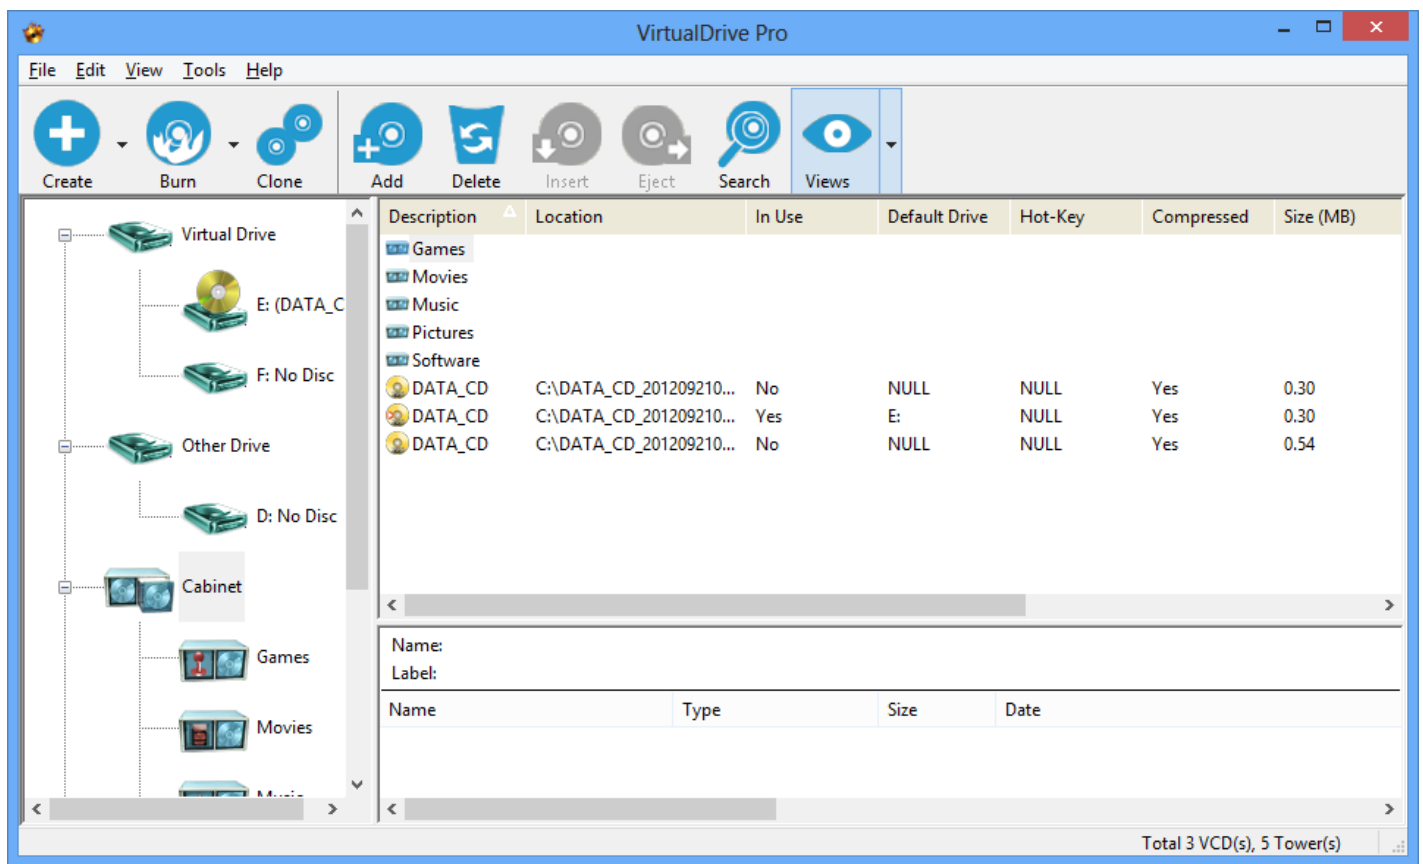 VirtualDrive Pro
File Edit View Tools Help
Create Burn Clone Add Delete Insert Eject Search Views
Virtual Drive
E: (DATA_C
F: No Disc
Other Drive
D: No Disc
Cabinet
Games
Movies
Music
Description Location In Use Default Drive Hot-Key Compressed Size (MB)
Games
Movies
Music
Pictures
Software
DATA_CD C:\DATA_CD_201209210... No NULL NULL Yes 0.30
DATA_CD C:\DATA_CD_201209210... Yes E: NULL Yes 0.30
DATA_CD C:\DATA_CD_201209210... No NULL NULL Yes 0.54
Name:
Label:
Name Type Size Date
Total 3 VCD(s), 5 Tower(s)